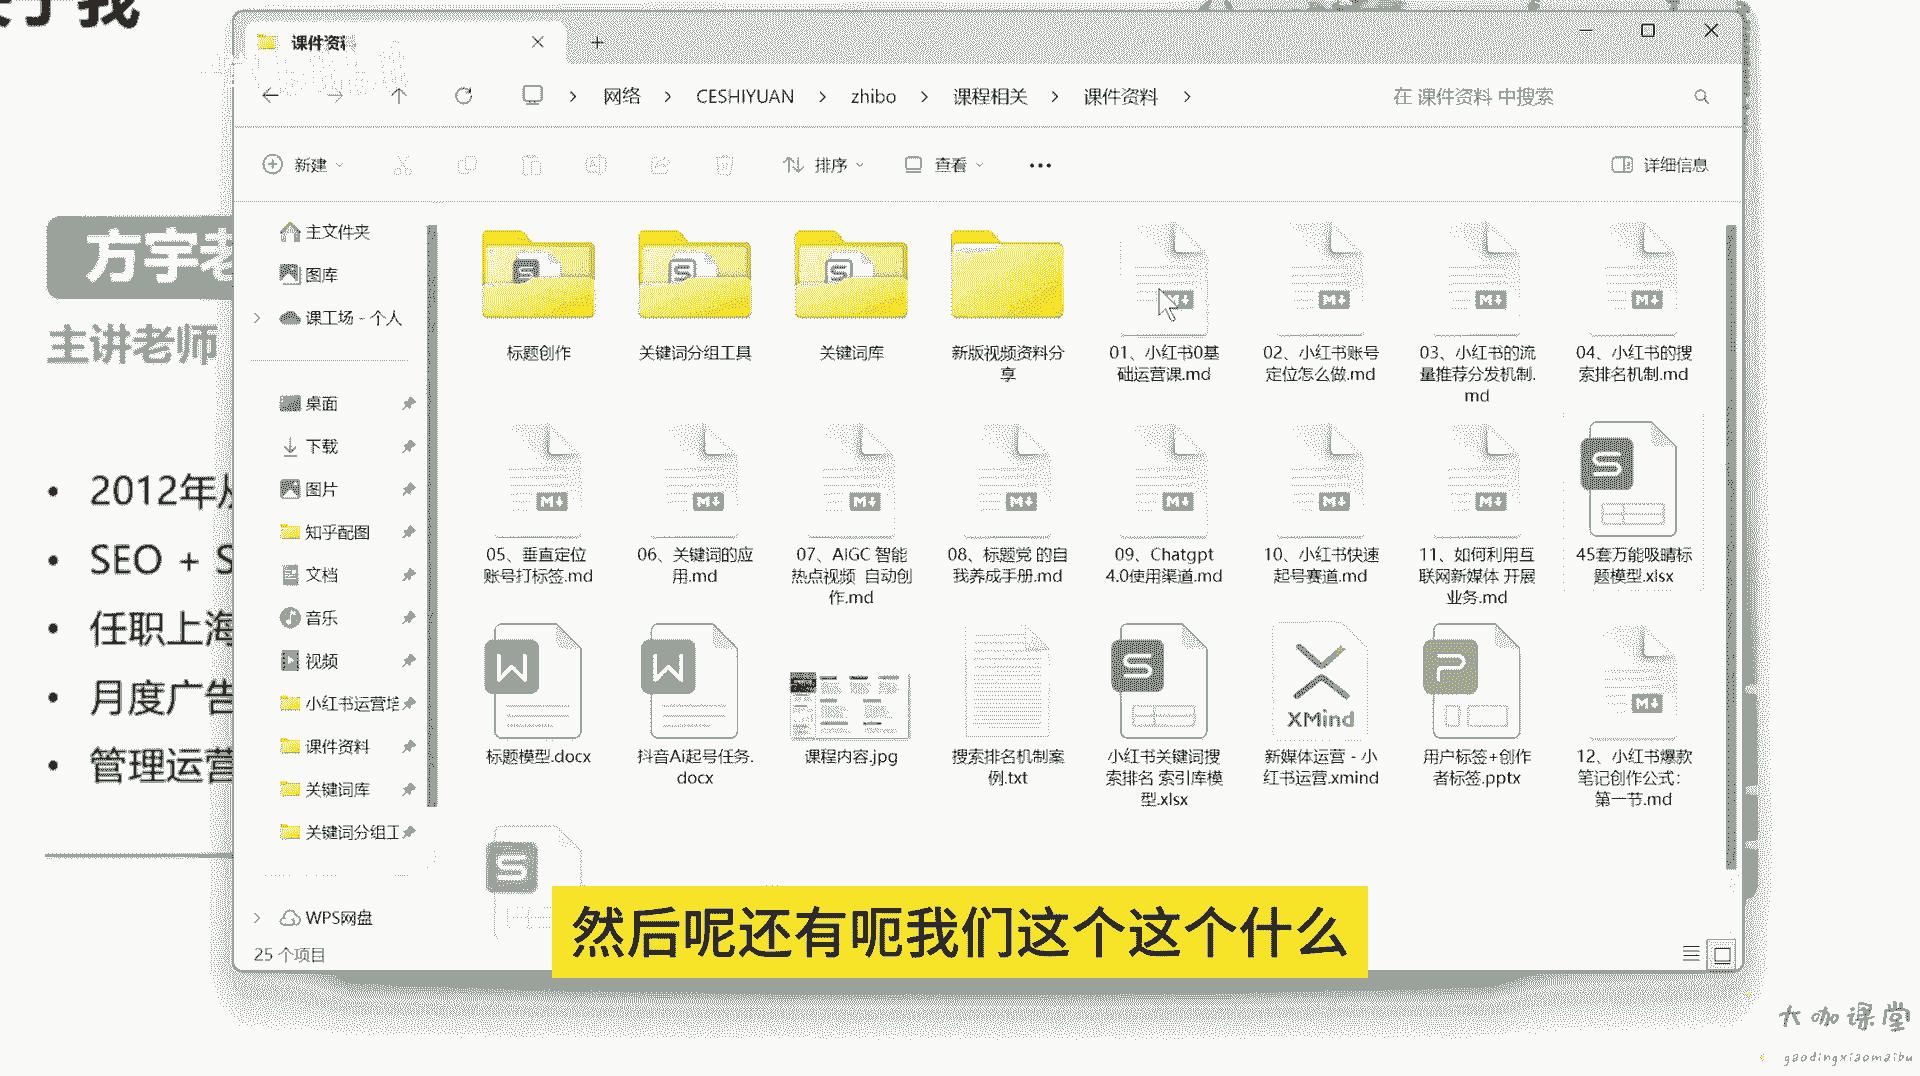 课件资料
网络 > CESHIYUAN > zhibo > 课程相关 > 课件资料 >
在 课件资料 中搜索
新建
排序
查看
详细信息
方宇老
主讲老师
2012年从
SEO + S
任职上海
月度广告
管理运营
主文件夹
图库
课工场 - 个人
桌面
下载
图片
知乎配图
文档
音乐
视频
小红书运营培
课件资料
关键词库
关键词分组工
WPS网盘
25 个项目
标题创作
关键词分组工具
关键词库
新版视频资料分
享
01、小红书0基
础运营课.md
02、小红书账号
定位怎么做.md
03、小红书的流
量推荐分发机制.
md
04、小红书的搜
索排名机制.md
05、垂直定位
账号打标签.md
06、关键词的应
用.md
07、AIGC 智能
热点视频 自动创
作.md
08、标题党 的自
我养成手册.md
09、Chatgpt
4.0使用渠道.md
10、小红书快速
起号赛道.md
11、如何利用互
联网新媒体 开展
业务.md
45套万能吸睛标
题模型.xlsx
标题模型.docx
抖音Ai起号任务.
docx
课程内容.jpg
搜索排名机制案
例.txt
小红书关键词搜
索排名 索引库模
型.xlsx
XMind
新媒体运营 - 小
红书运营.xmind
用户标签+创作
者标签.pptx
12、小红书爆款
笔记创作公式：
第一节.md
然后呢还有呃我们这个这个什么
大咖课堂
gaodingxiaomaibu